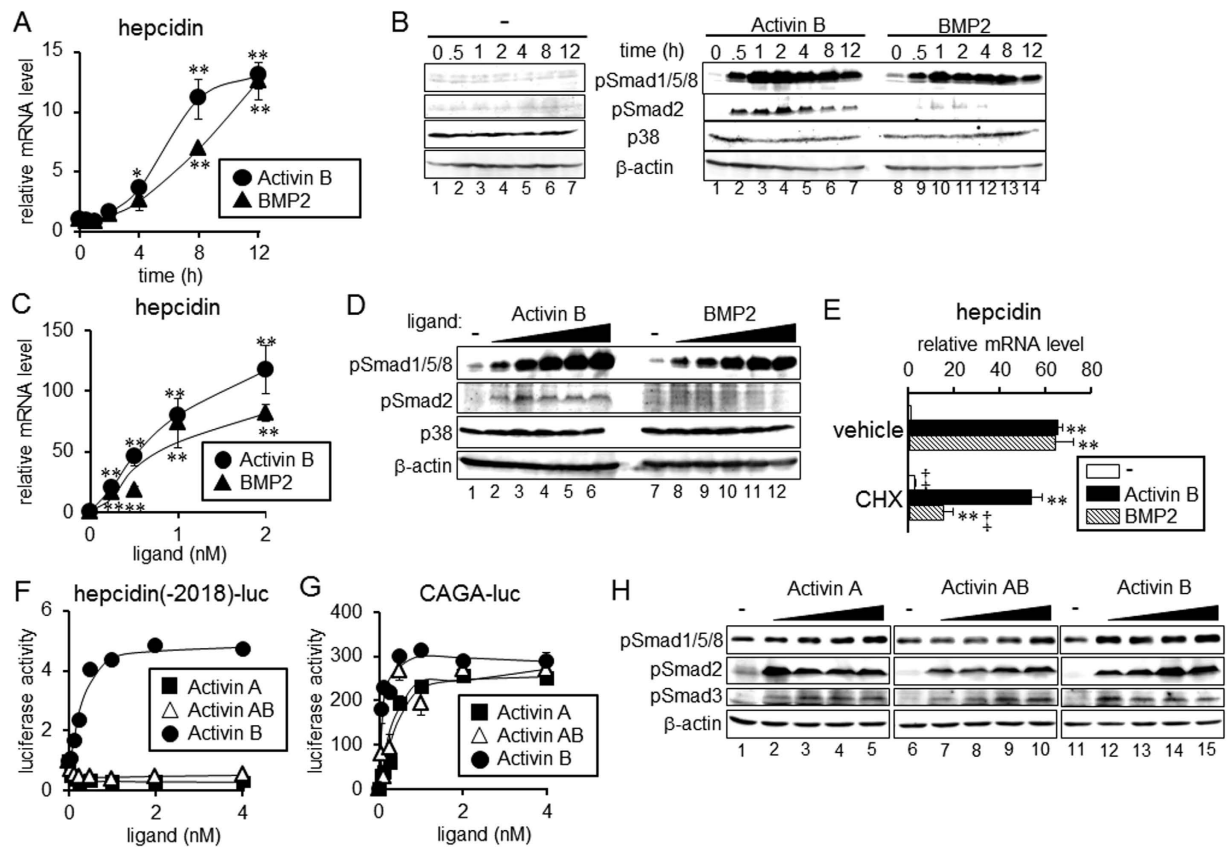 A
hepcidin
relative mRNA level
15
10
5
0
** **
* **
**
Activin B
BMP2
0 4 8 12
time (h)
B
- Activin B BMP2
0 .5 1 2 4 8 12 time (h) 0 .5 1 2 4 8 12 0 .5 1 2 4 8 12
pSmad1/5/8
pSmad2
p38
β-actin
1 2 3 4 5 6 7 1 2 3 4 5 6 7 8 9 10 11 12 13 14
C
hepcidin
relative mRNA level
150
100
50
0
** ** ** **
**** ** **
Activin B
BMP2
0 1 2
ligand (nM)
D
ligand: - Activin B - BMP2
pSmad1/5/8
pSmad2
p38
β-actin
1 2 3 4 5 6 7 8 9 10 11 12
E
hepcidin
relative mRNA level
0 20 40 60 80
vehicle
**
**
CHX
‡
**
** ‡
-
Activin B
BMP2
F
hepcidin(-2018)-luc
luciferase activity
6
4
2
0
Activin A
Activin AB
Activin B
0 2 4
ligand (nM)
G
CAGA-luc
luciferase activity
400
300
200
100
0
Activin A
Activin AB
Activin B
0 2 4
ligand (nM)
H
- Activin A - Activin AB - Activin B
pSmad1/5/8
pSmad2
pSmad3
β-actin
1 2 3 4 5 6 7 8 9 10 11 12 13 14 15